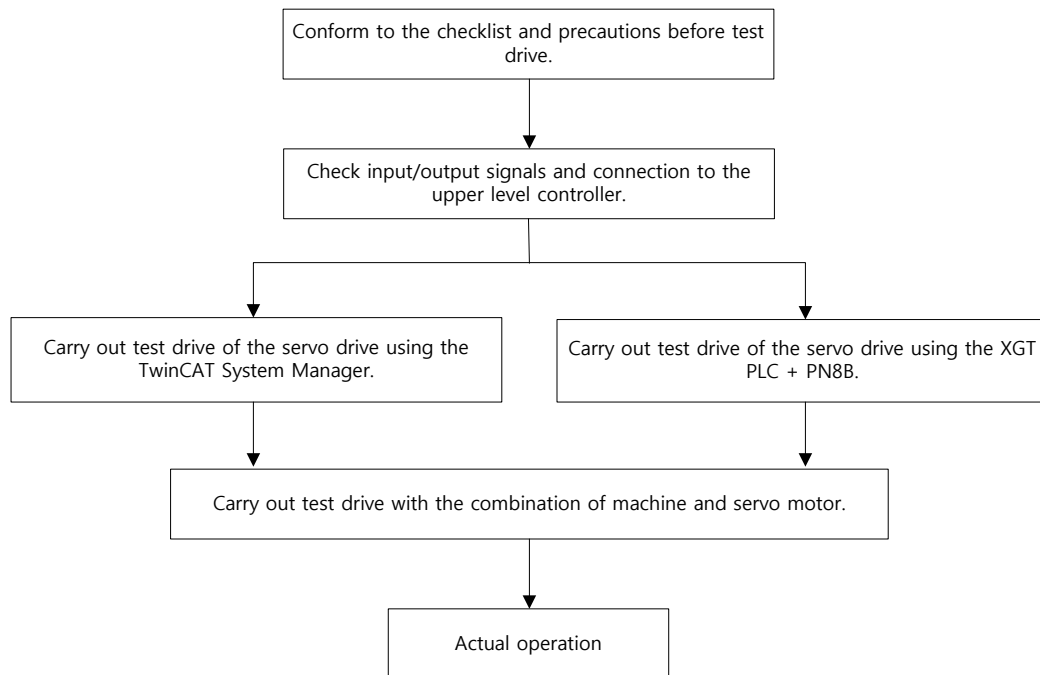 Conform to the checklist and precautions before test
drive.
Check input/output signals and connection to the
upper level controller.
Carry out test drive of the servo drive using the
TwinCAT System Manager.
Carry out test drive of the servo drive using the XGT
PLC + PN8B.
Carry out test drive with the combination of machine and servo motor.
Actual operation